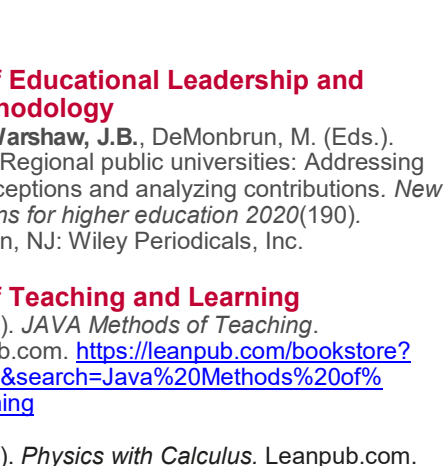 f Educational Leadership and
hodology
Warshaw, J.B., DeMonbrun, M. (Eds.).
Regional public universities: Addressing
ceptions and analyzing contributions. New
ns for higher education 2020(190).
n, NJ: Wiley Periodicals, Inc.
f Teaching and Learning
). JAVA Methods of Teaching.
b.com. https://leanpub.com/bookstore?
&search=Java%20Methods%20of%
ning
). Physics with Calculus. Leanpub.com.